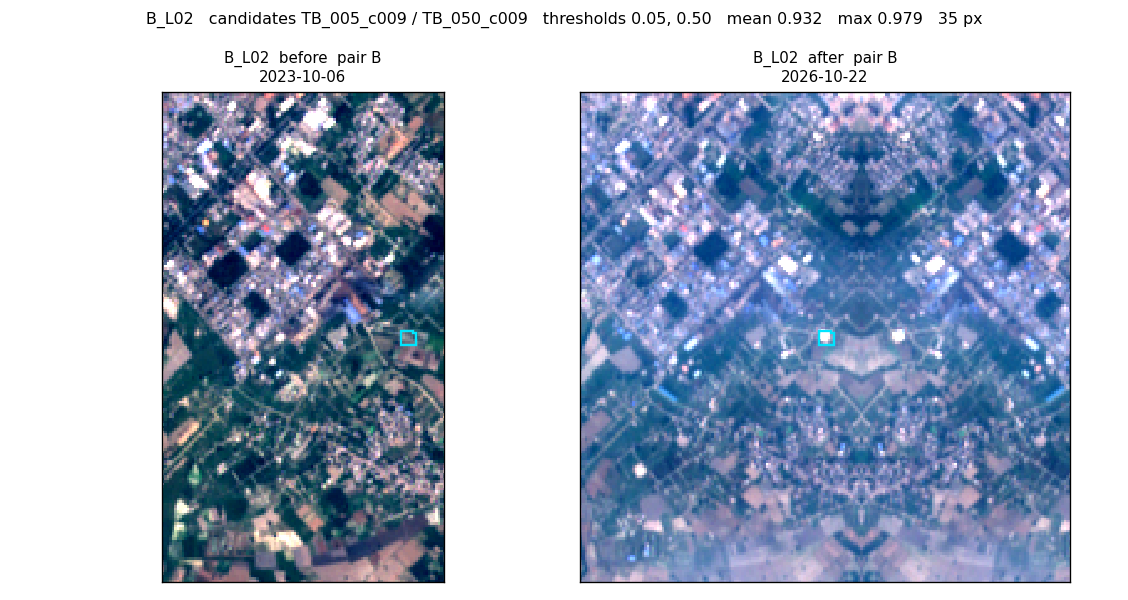 B_L02   candidates TB_005_c009 / TB_050_c009   thresholds 0.05, 0.50   mean 0.932   max 0.979   35 px
B_L02  before  pair B
2023-10-06
B_L02  after  pair B
2026-10-22